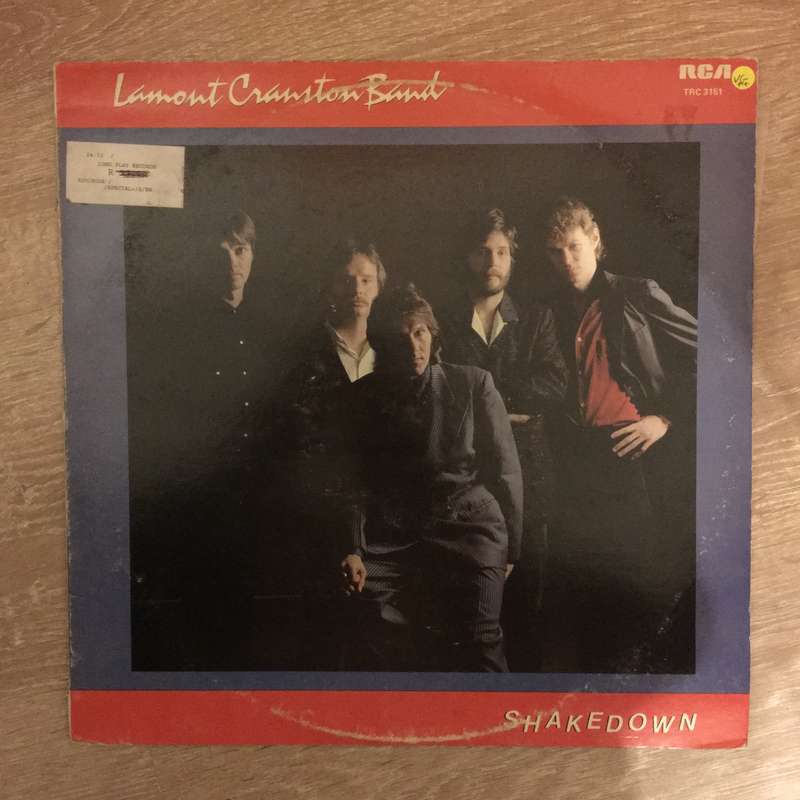 Lamont Cranston Band
RCA
TRC 3151
LONG PLAY RECORDS
R
SHAKEDOWN